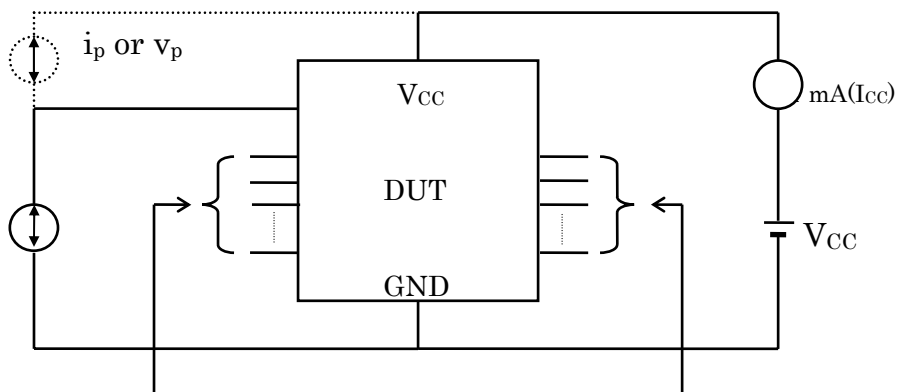 iₚ or vₚ
VCC
mA(ICC)
DUT
VCC
GND